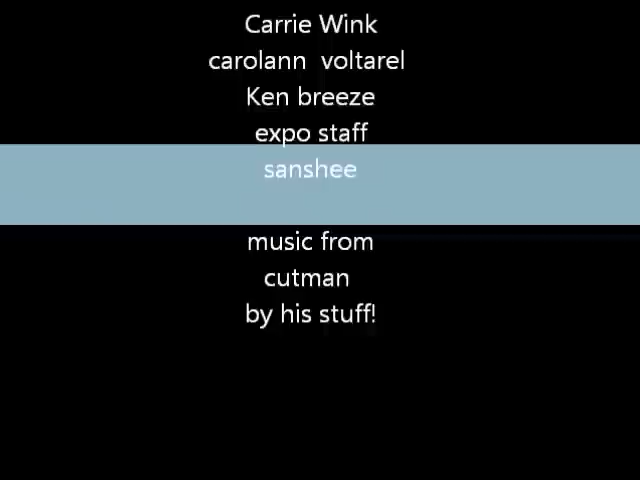 Carrie Wink
carolann  voltarel
Ken breeze
expo staff
sanshee
music from
cutman
by his stuff!